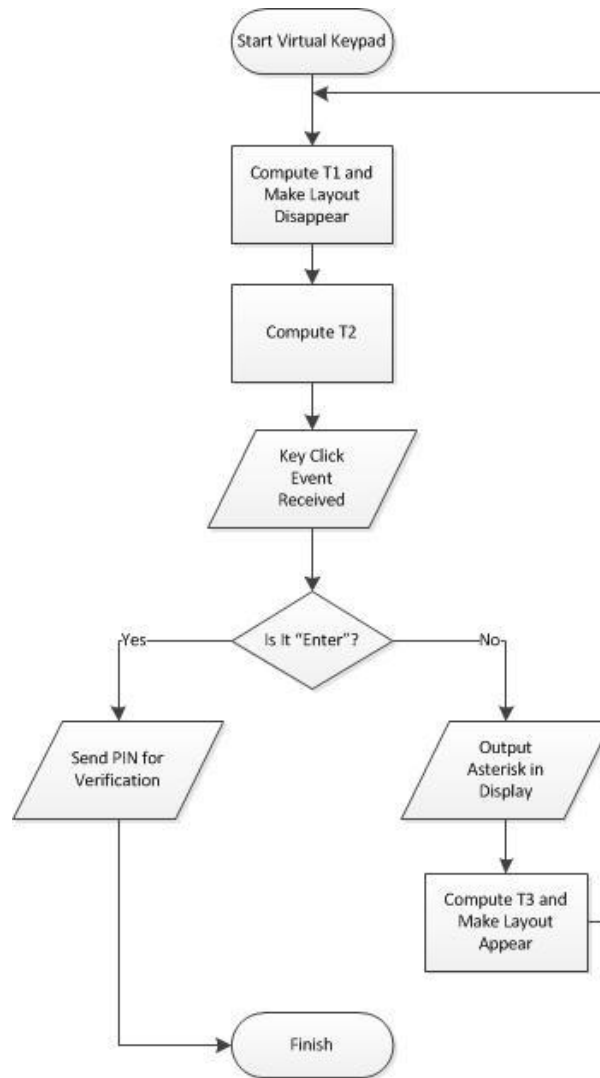 Start Virtual Keypad
Compute T1 and
Make Layout
Disappear
Compute T2
Key Click
Event
Received
Is It “Enter”?
Yes
No
Send PIN for
Verification
Output
Asterisk in
Display
Compute T3 and
Make Layout
Appear
Finish